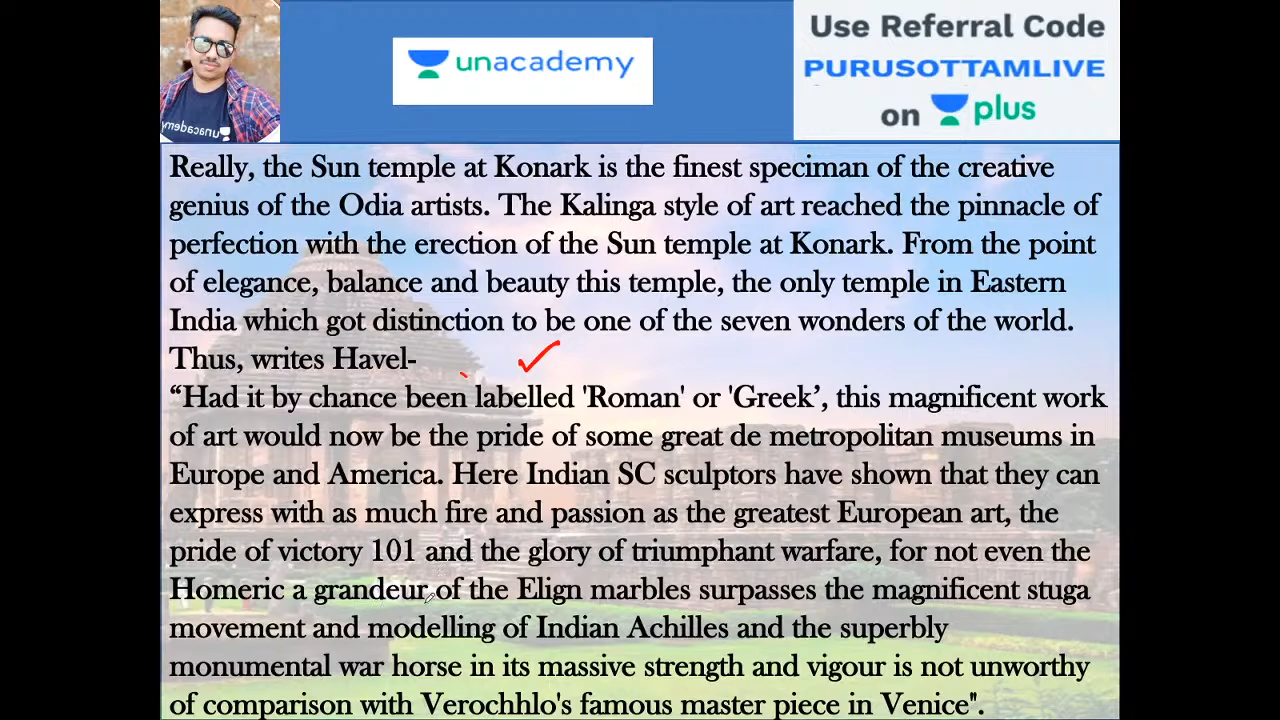 unacademy
Use Referral Code
PURUSOTTAMLIVE
on plus
unacademy
Really, the Sun temple at Konark is the finest speciman of the creative
genius of the Odia artists. The Kalinga style of art reached the pinnacle of
perfection with the erection of the Sun temple at Konark. From the point
of elegance, balance and beauty this temple, the only temple in Eastern
India which got distinction to be one of the seven wonders of the world.
Thus, writes Havel-
“Had it by chance been labelled 'Roman' or 'Greek’, this magnificent work
of art would now be the pride of some great de metropolitan museums in
Europe and America. Here Indian SC sculptors have shown that they can
express with as much fire and passion as the greatest European art, the
pride of victory 101 and the glory of triumphant warfare, for not even the
Homeric a grandeur of the Elign marbles surpasses the magnificent stuga
movement and modelling of Indian Achilles and the superbly
monumental war horse in its massive strength and vigour is not unworthy
of comparison with Verochhlo's famous master piece in Venice".